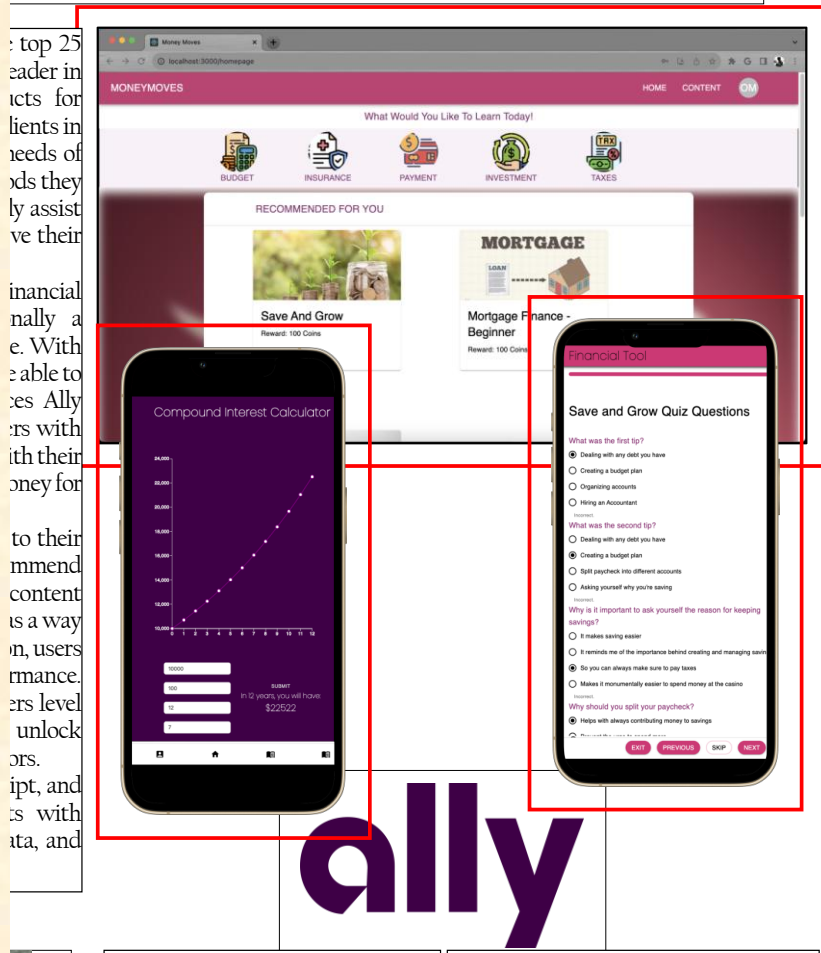 top 25
eader in
ucts for
lients in
needs of
ods they
ly assist
ve their
inancial
nally a
e. With
e able to
ces Ally
ers with
ith their
oney for
to their
mmend
content
as a way
on, users
rmance.
ers level
unlock
ors.
ipt, and
ts with
ata, and
Money Moves
localhost:3000/homepage
MONEYMOVES HOME CONTENT OM
What Would You Like To Learn Today!
TAX
BUDGET INSURANCE PAYMENT INVESTMENT TAXES
RECOMMENDED FOR YOU
MORTGAGE
LOAN
Save And Grow
Reward: 100 Coins
Mortgage Finance -
Beginner
Reward: 100 Coins
Compound Interest Calculator
24,000
22,000
20,000
18,000
16,000
14,000
12,000
10,000
0 1 2 3 4 5 6 7 8 9 10 11 12
10000
100
12
7
SUBMIT
In 12 years, you will have:
$22522
Financial Tool
Save and Grow Quiz Questions
What was the first tip?
Dealing with any debt you have
Creating a budget plan
Organizing accounts
Hiring an Accountant
Incorrect
What was the second tip?
Dealing with any debt you have
Creating a budget plan
Split paycheck into different accounts
Asking yourself why you're saving
Incorrect
Why is it important to ask yourself the reason for keeping
savings?
It makes saving easier
It reminds me of the importance behind creating and managing savin
So you can always make sure to pay taxes
Makes it monumentally easier to spend money at the casino
Incorrect
Why should you split your paycheck?
Helps with always contributing money to savings
EXIT PREVIOUS SKIP NEXT
ally